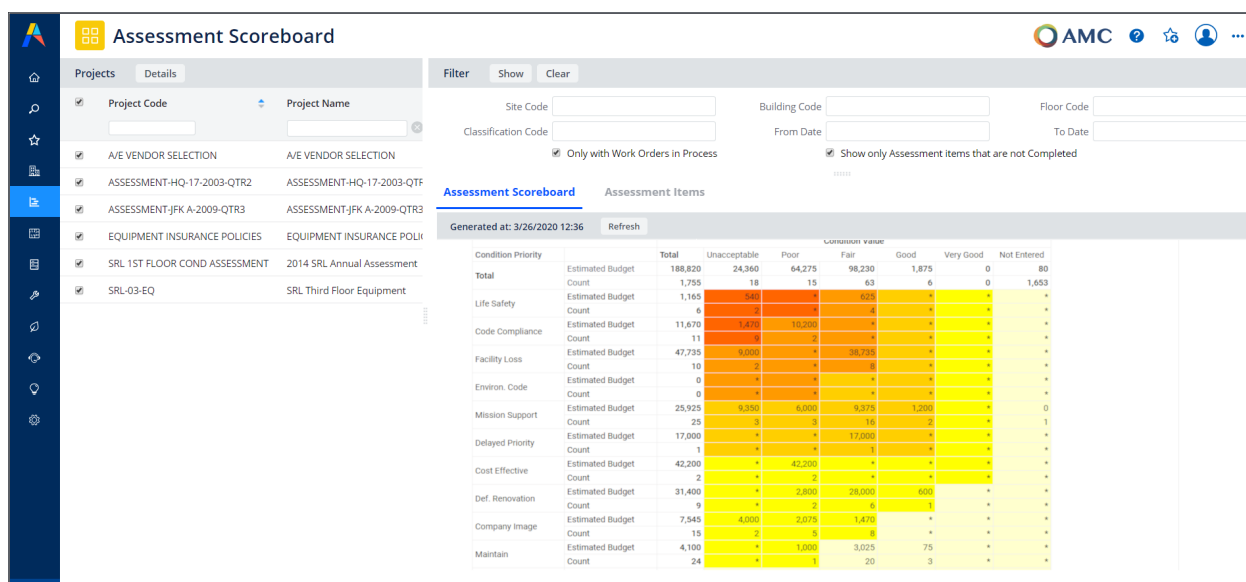 Assessment Scoreboard
AMC
Projects Details
Project Code Project Name
A/E VENDOR SELECTION A/E VENDOR SELECTION
ASSESSMENT-HQ-17-2003-QTR2 ASSESSMENT-HQ-17-2003-QTF
ASSESSMENT-JFK A-2009-QTR3 ASSESSMENT-JFK A-2009-QTR3
EQUIPMENT INSURANCE POLICIES EQUIPMENT INSURANCE POLI
SRL 1ST FLOOR COND ASSESSMENT 2014 SRL Annual Assessment
SRL-03-EQ SRL Third Floor Equipment
Filter Show Clear
Site Code Building Code Floor Code
Classification Code From Date To Date
Only with Work Orders in Process Show only Assessment items that are not Completed
Assessment Scoreboard Assessment Items
Generated at: 3/26/2020 12:36 Refresh
Condition Value
Condition Priority Total Unacceptable Poor Fair Good Very Good Not Entered
Total Estimated Budget 188,820 24,360 64,275 98,230 1,875 0 80
Count 1,755 18 15 63 6 0 1,653
Life Safety Estimated Budget 1,165 540 * 625 * * *
Count 6 2 * 4 * * *
Code Compliance Estimated Budget 11,670 1,470 10,200 * * * *
Count 11 9 2 * * * *
Facility Loss Estimated Budget 47,735 9,000 * 38,735 * * *
Count 10 2 * 8 * * *
Environ. Code Estimated Budget 0 * * * * * *
Count 0 * * * * * *
Mission Support Estimated Budget 25,925 9,350 6,000 9,375 1,200 * 0
Count 25 3 3 16 2 * 1
Delayed Priority Estimated Budget 17,000 * * 17,000 * * *
Count 1 * * 1 * * *
Cost Effective Estimated Budget 42,200 * 42,200 * * * *
Count 2 * 2 * * * *
Def. Renovation Estimated Budget 31,400 * 2,800 28,000 600 * *
Count 9 * 2 6 1 * *
Company Image Estimated Budget 7,545 4,000 2,075 1,470 * * *
Count 15 2 5 8 * * *
Maintain Estimated Budget 4,100 * 1,000 3,025 75 * *
Count 24 * 1 20 3 * *